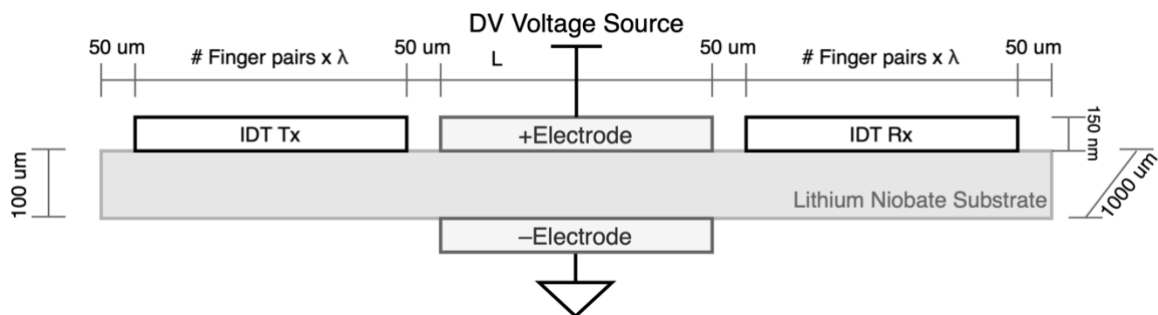 DV Voltage Source
50 um
# Finger pairs x λ
50 um
L
50 um
# Finger pairs x λ
50 um
IDT Tx
+Electrode
IDT Rx
150 nm
100 um
Lithium Niobate Substrate
1000 um
–Electrode